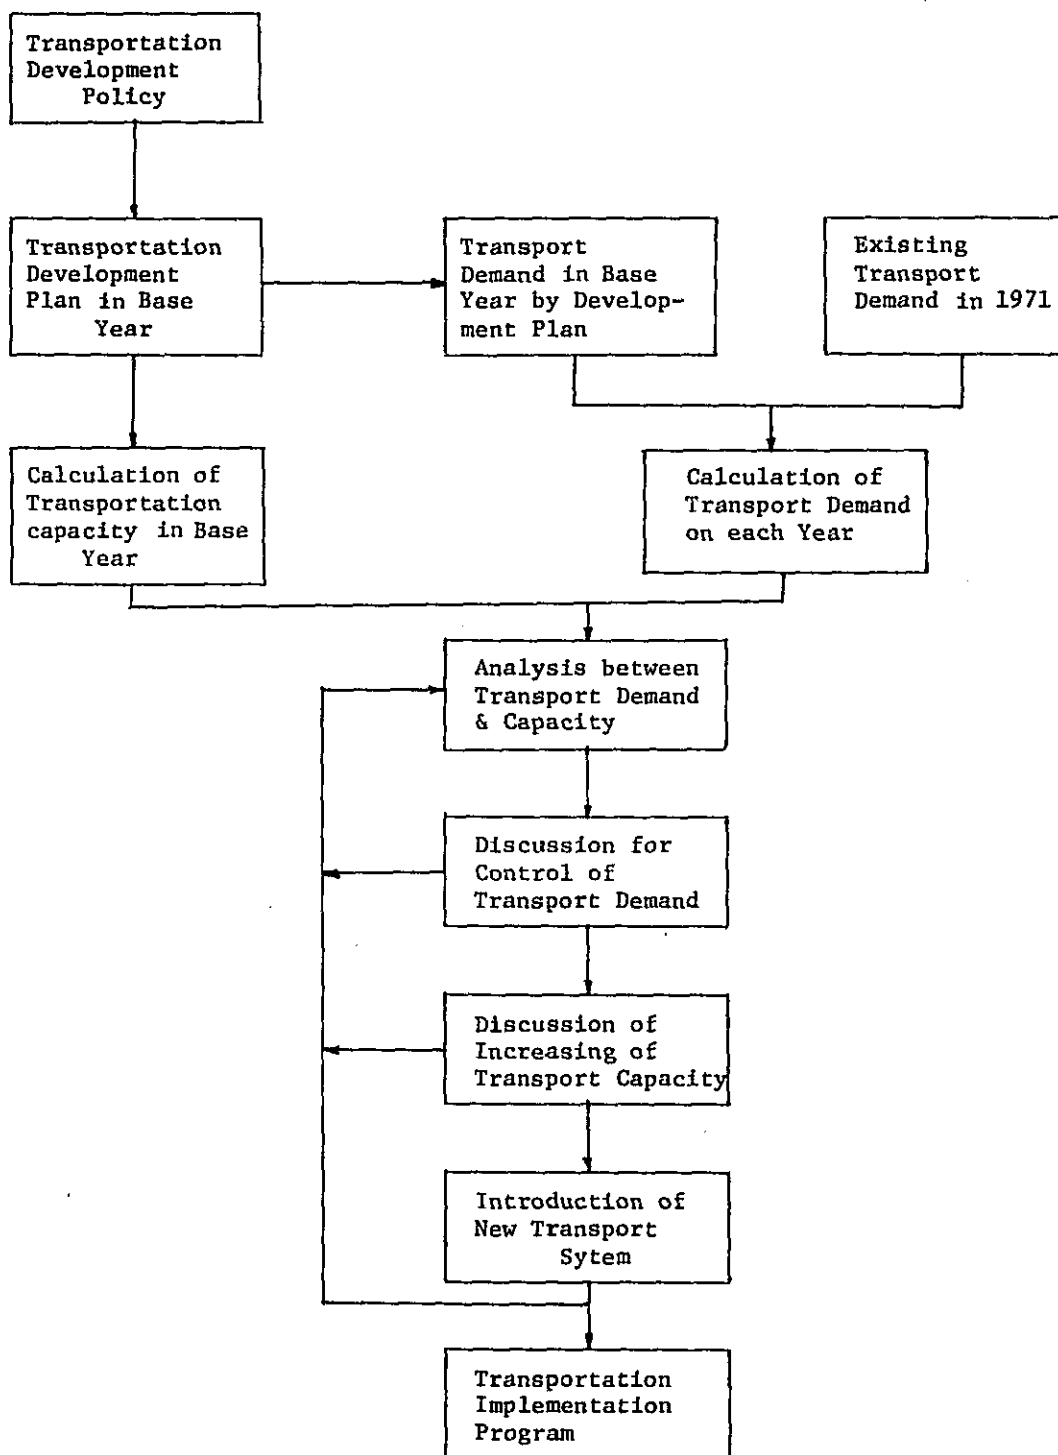 Transportation
Development
Policy
Transportation
Development
Plan in Base
Year
Transport
Demand in Base
Year by Develop-
ment Plan
Existing
Transport
Demand in 1971
Calculation of
Transportation
capacity in Base
Year
Calculation of
Transport Demand
on each Year
Analysis between
Transport Demand
& Capacity
Discussion for
Control of
Transport Demand
Discussion of
Increasing of
Transport Capacity
Introduction of
New Transport
Sytem
Transportation
Implementation
Program